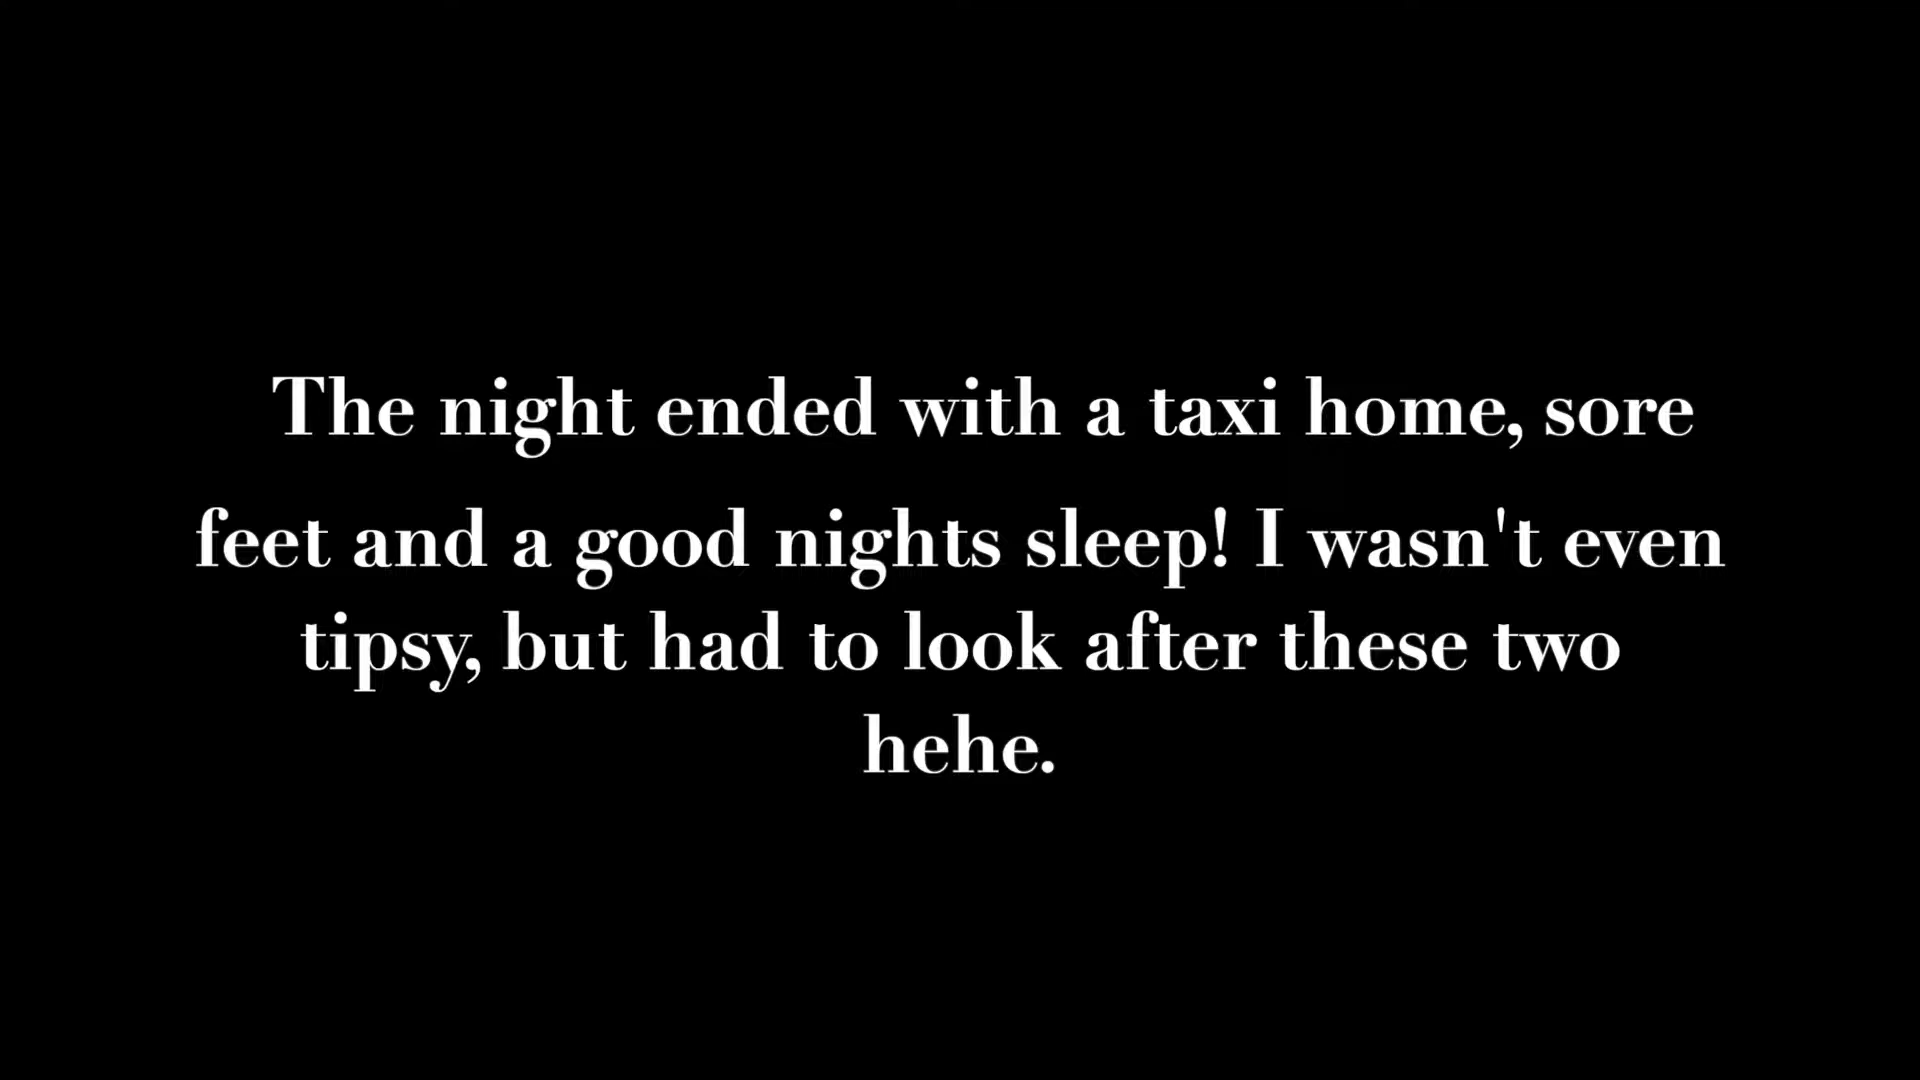 The night ended with a taxi home, sore
feet and a good nights sleep! I wasn't even
tipsy, but had to look after these two
hehe.